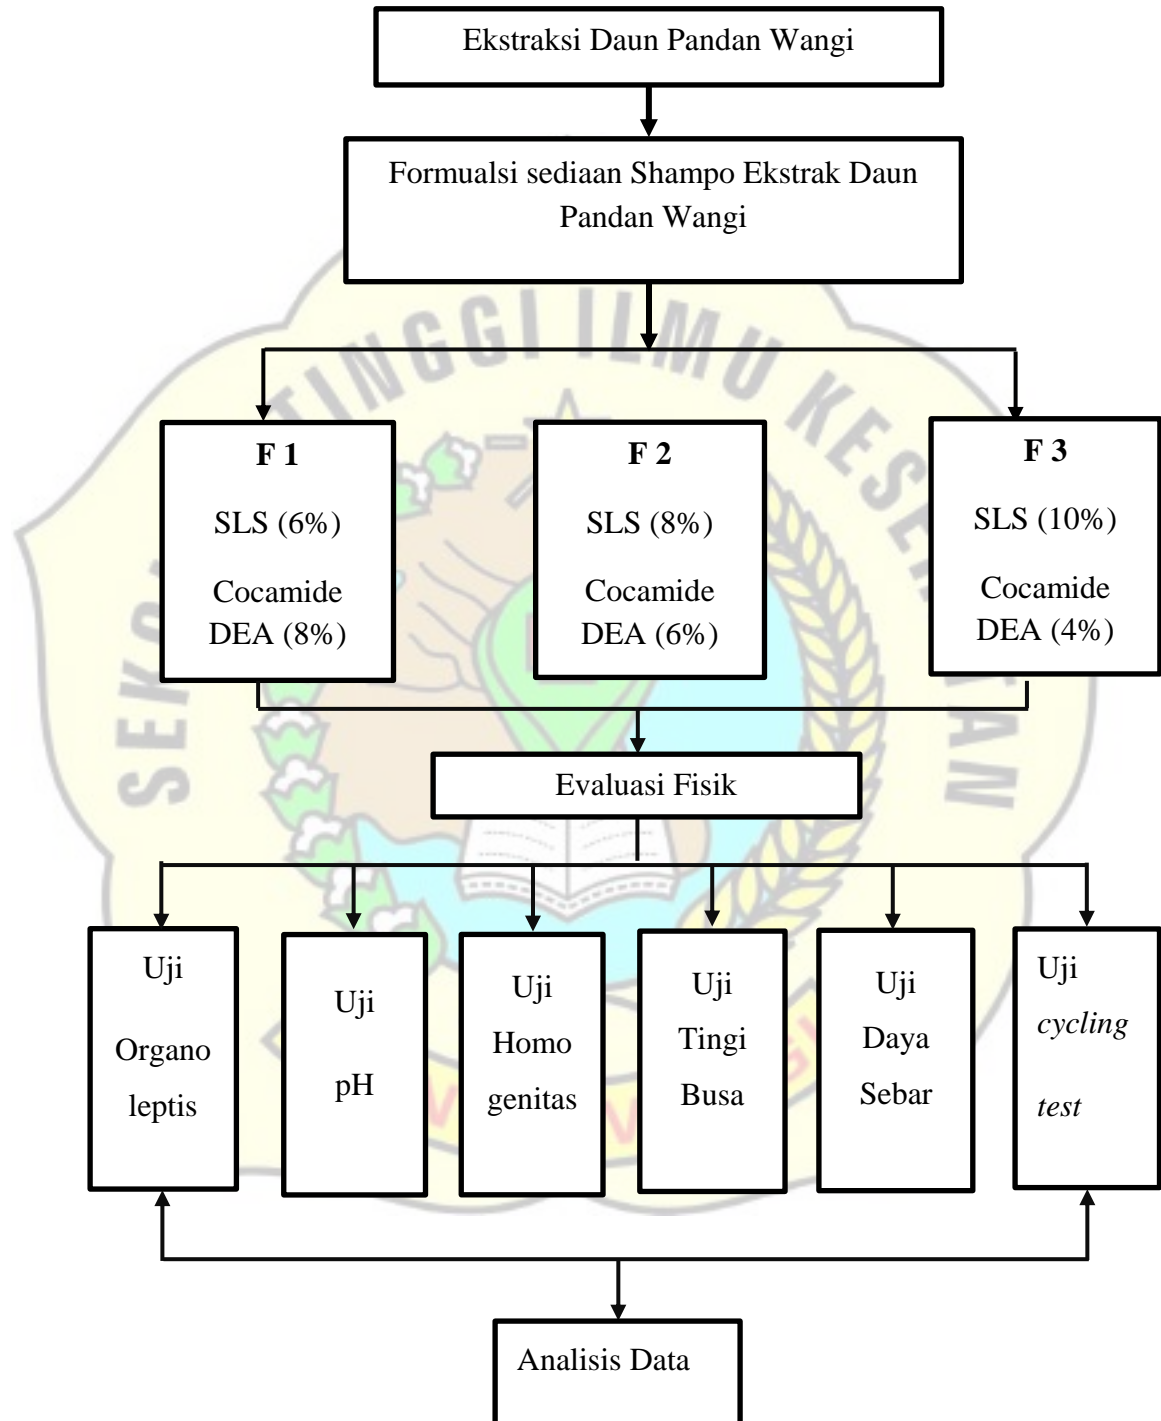 Ekstraksi Daun Pandan Wangi
Formualsi sediaan Shampo Ekstrak Daun
Pandan Wangi
F 1
SLS (6%)
Cocamide
DEA (8%)
F 2
SLS (8%)
Cocamide
DEA (6%)
F 3
SLS (10%)
Cocamide
DEA (4%)
Evaluasi Fisik
Uji
Organo
leptis
Uji
pH
Uji
Homo
genitas
Uji
Tingi
Busa
Uji
Daya
Sebar
Uji
cycling
test
Analisis Data
TINGGI ILMU